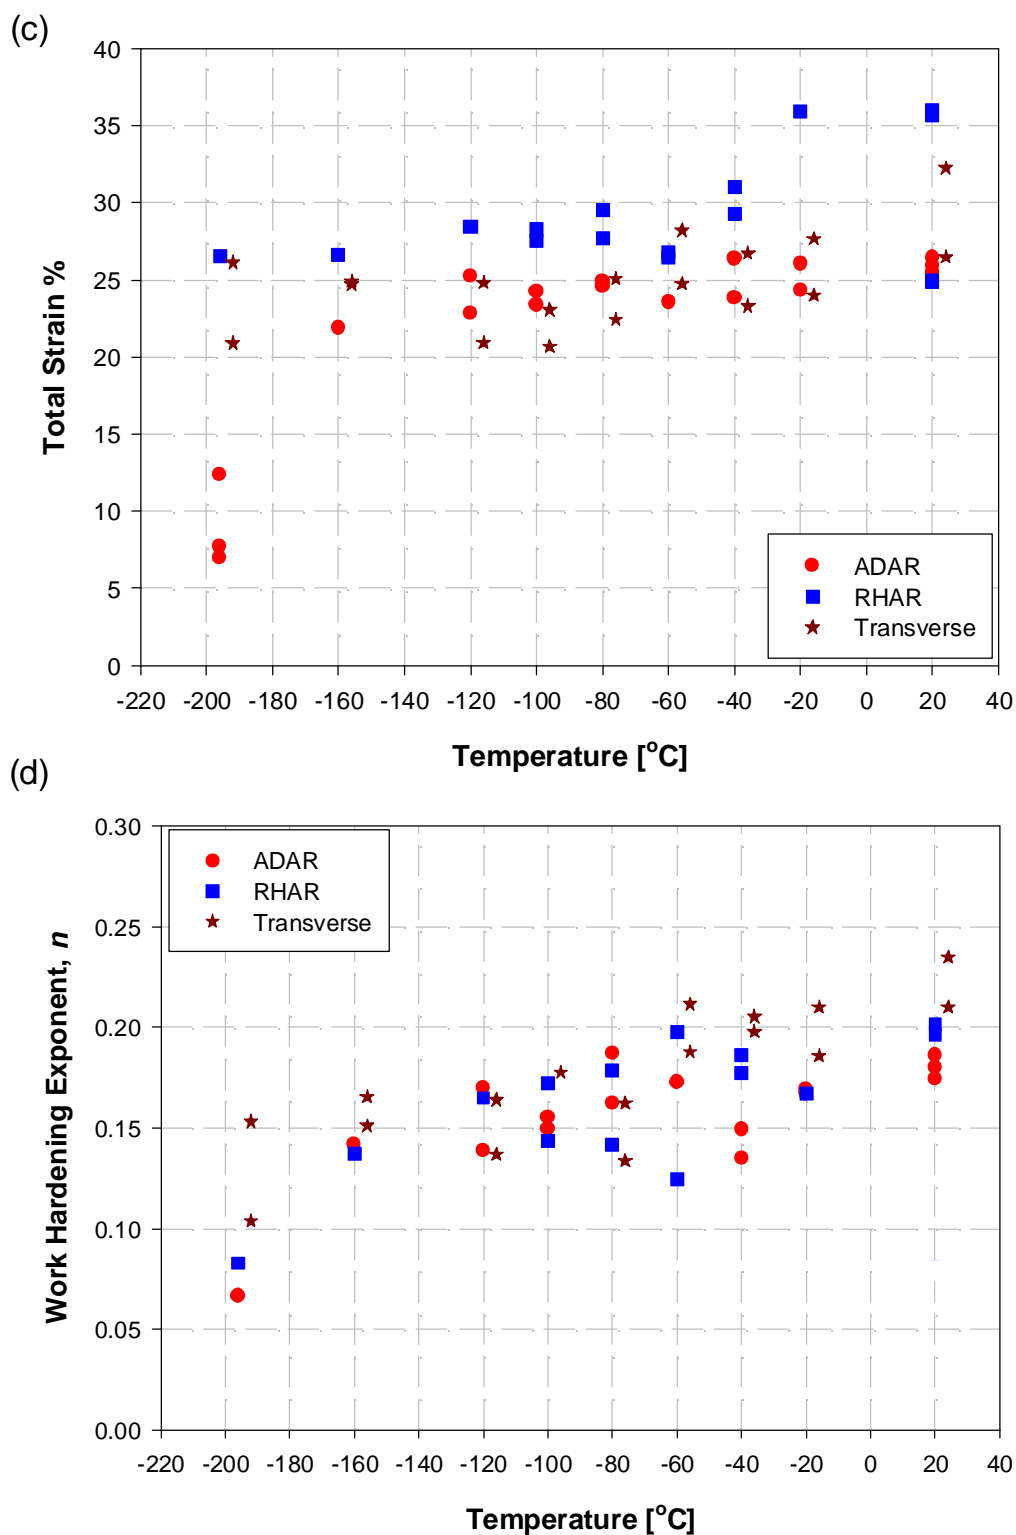 (c)
40
35
30
25
20
15
10
5
0
Total Strain %
ADAR
RHAR
Transverse
-220 -200 -180 -160 -140 -120 -100 -80 -60 -40 -20 0 20 40
Temperature [°C]
(d)
0.30
0.25
0.20
0.15
0.10
0.05
0.00
Work Hardening Exponent, n
ADAR
RHAR
Transverse
-220 -200 -180 -160 -140 -120 -100 -80 -60 -40 -20 0 20 40
Temperature [°C]